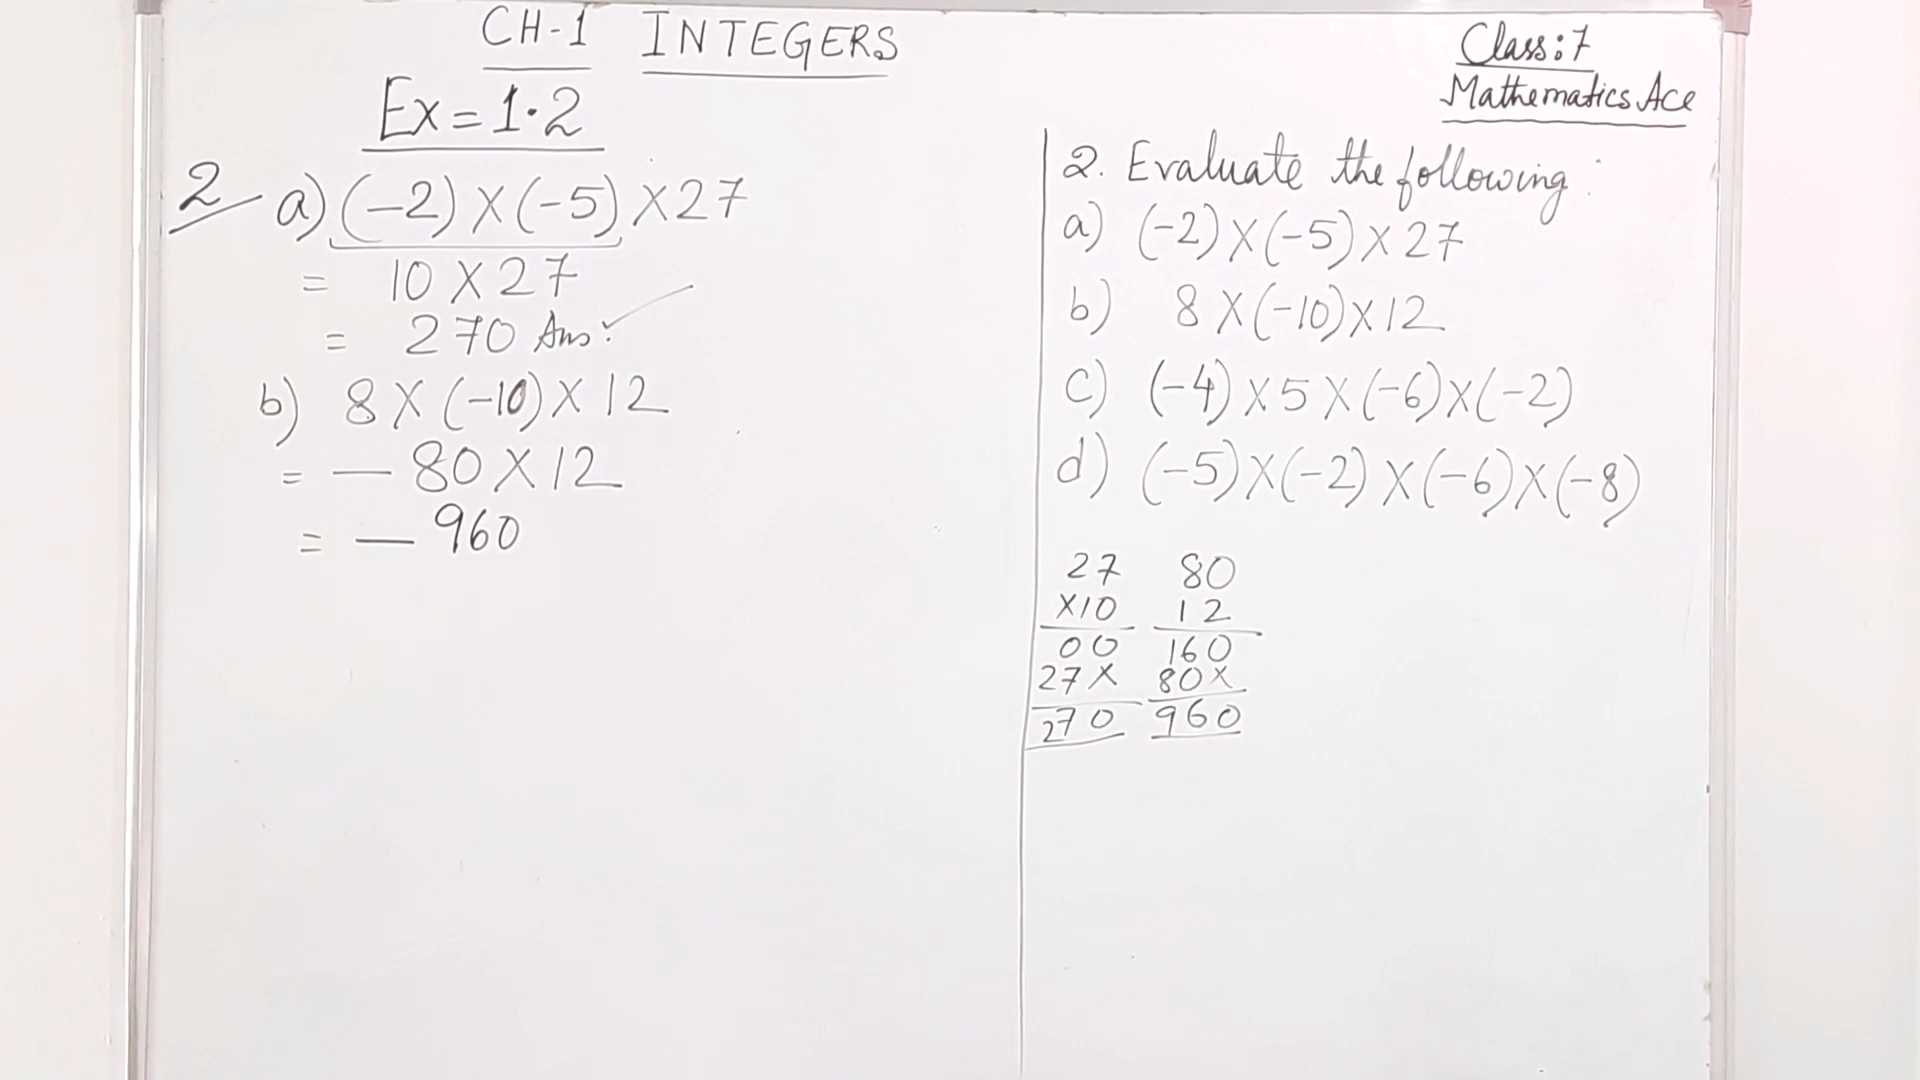 CH-1 INTEGERS
Ex = 1.2
2 a) (-2) X (-5) X 27
= 10 X 27
= 270 Ans. ✓
b) 8 X (-10) X 12
= - 80 X 12
= - 960
Class: 7
Mathematics Ace
2. Evaluate the following:
a) (-2) X (-5) X 27
b) 8 X (-10) X 12
c) (-4) X 5 X (-6) X (-2)
d) (-5) X (-2) X (-6) X (-8)
27 80
X10 12
00 160
27X 80X
270 960